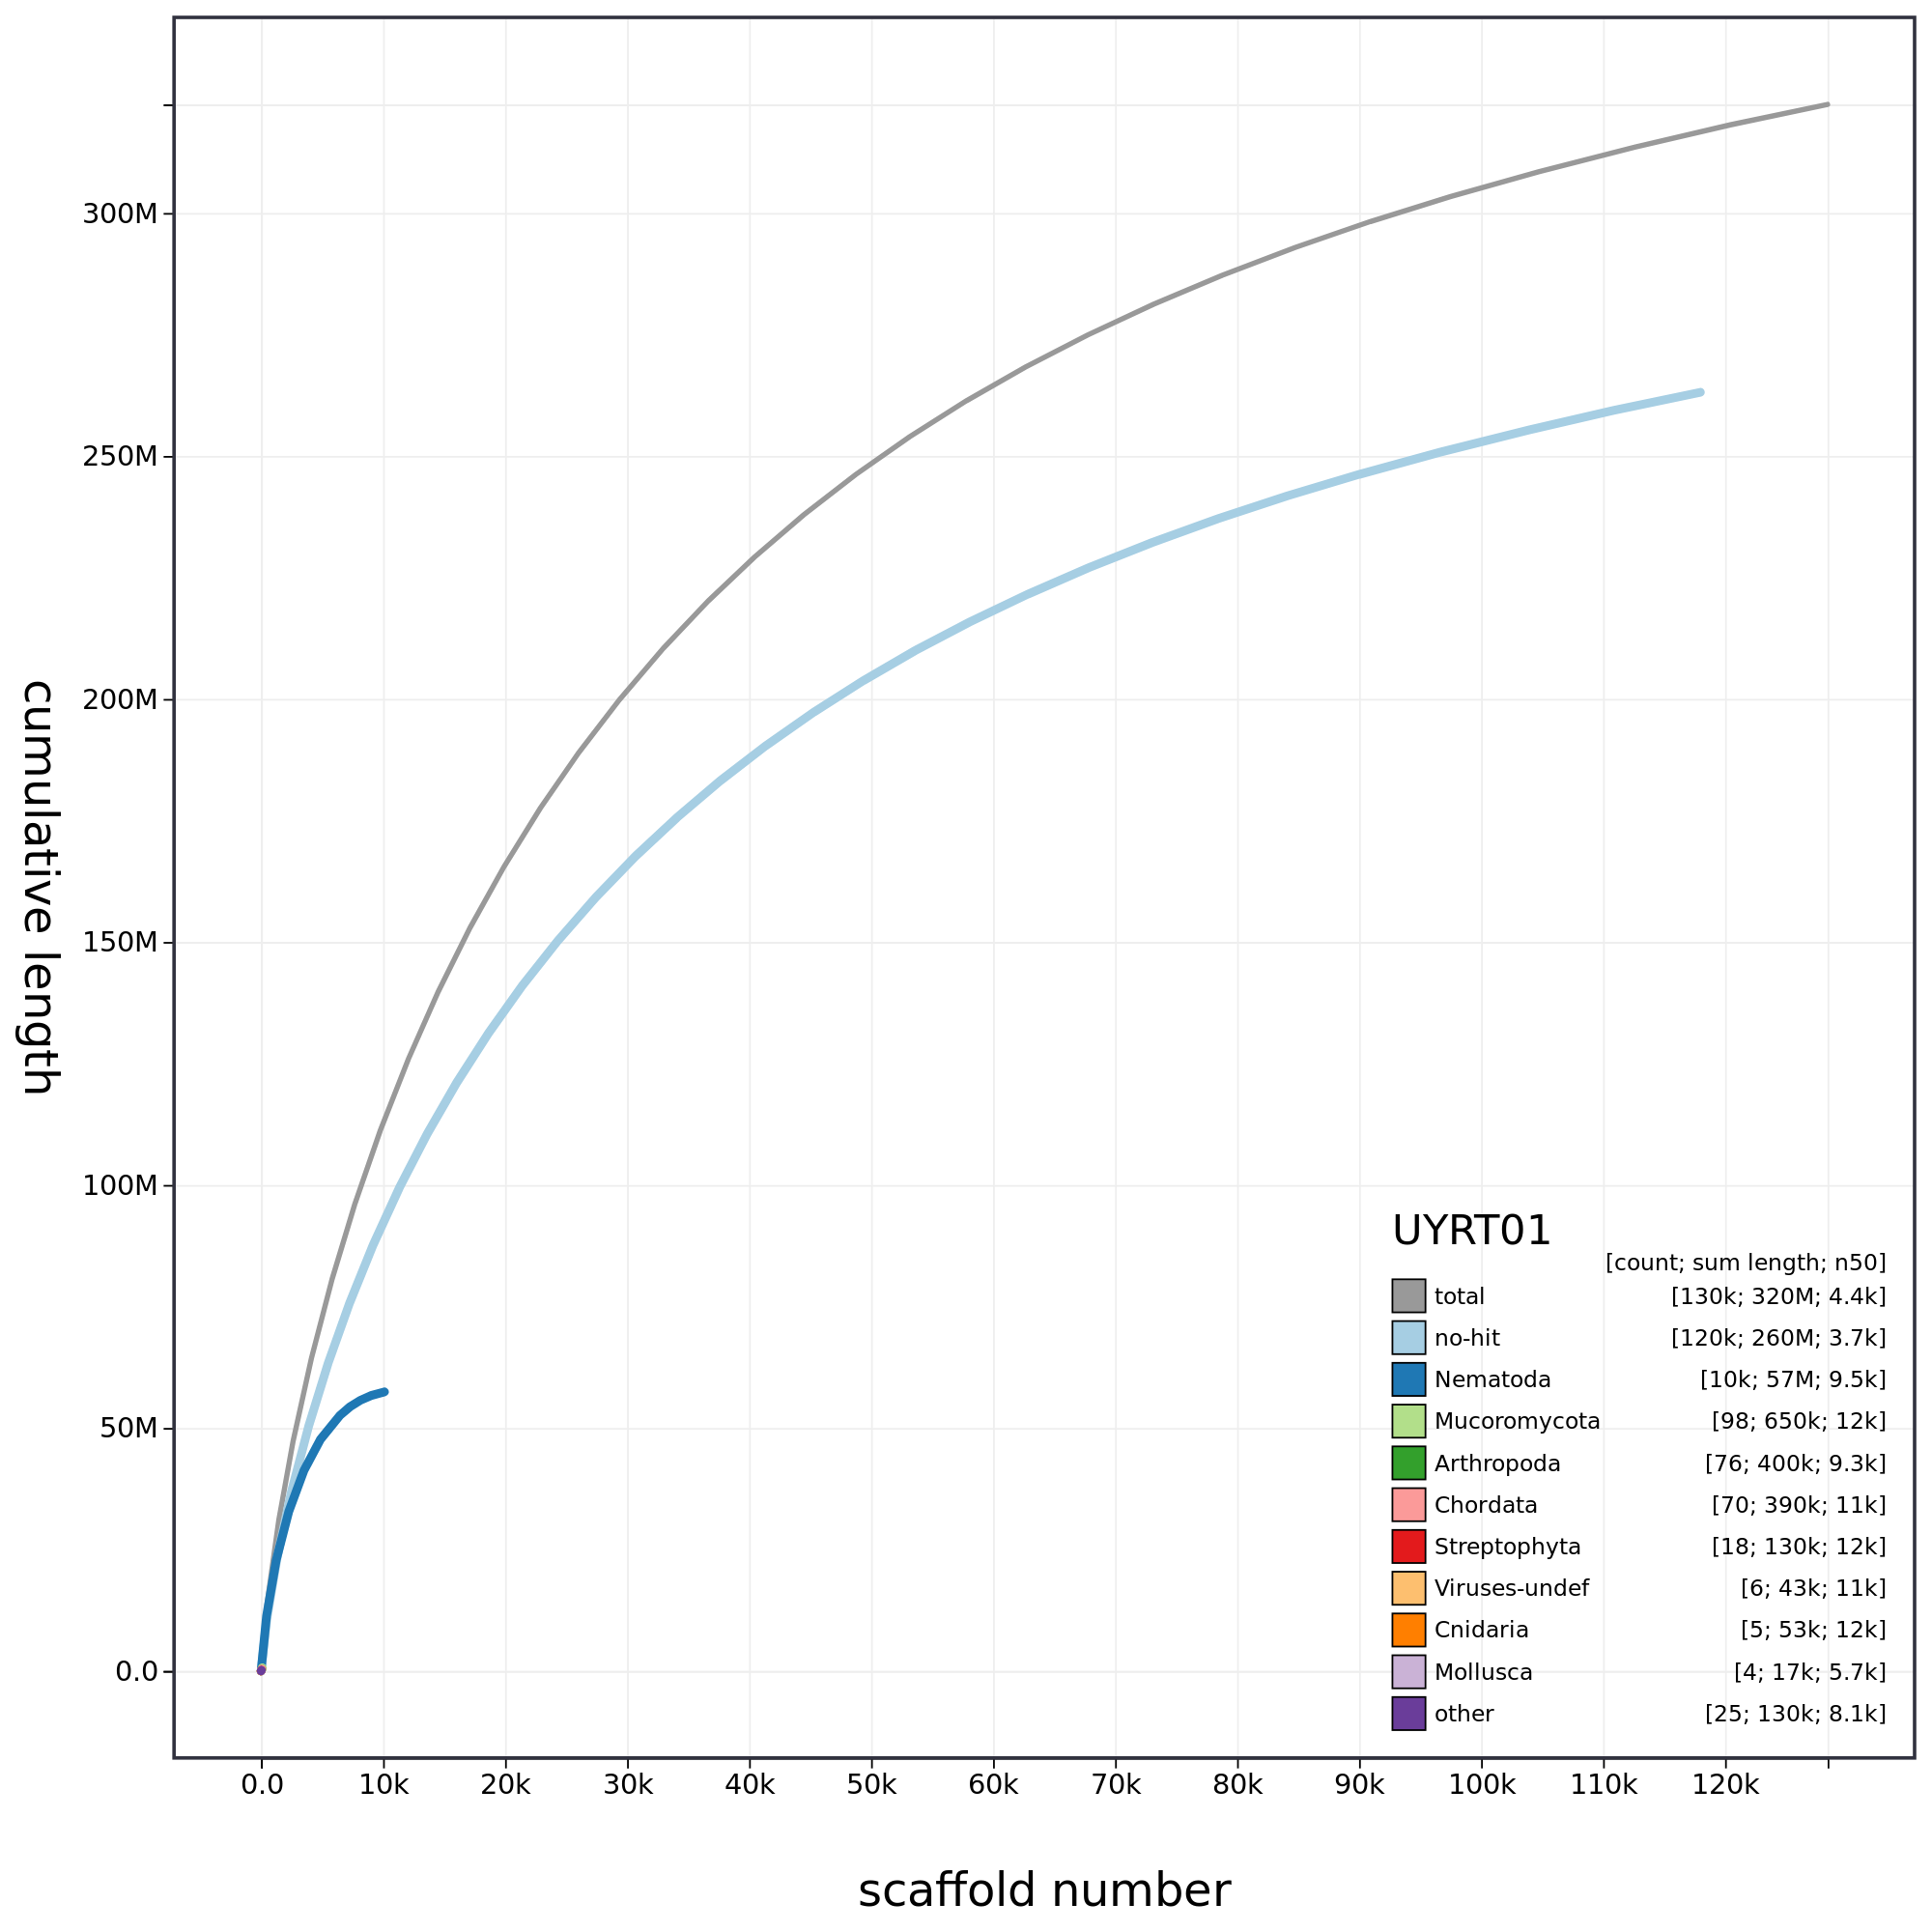 300M
250M
200M
150M
100M
50M
0.0
cumulative length
UYRT01
[count; sum length; n50]
total [130k; 320M; 4.4k]
no-hit [120k; 260M; 3.7k]
Nematoda [10k; 57M; 9.5k]
Mucoromycota [98; 650k; 12k]
Arthropoda [76; 400k; 9.3k]
Chordata [70; 390k; 11k]
Streptophyta [18; 130k; 12k]
Viruses-undef [6; 43k; 11k]
Cnidaria [5; 53k; 12k]
Mollusca [4; 17k; 5.7k]
other [25; 130k; 8.1k]
0.0 10k 20k 30k 40k 50k 60k 70k 80k 90k 100k 110k 120k
scaffold number